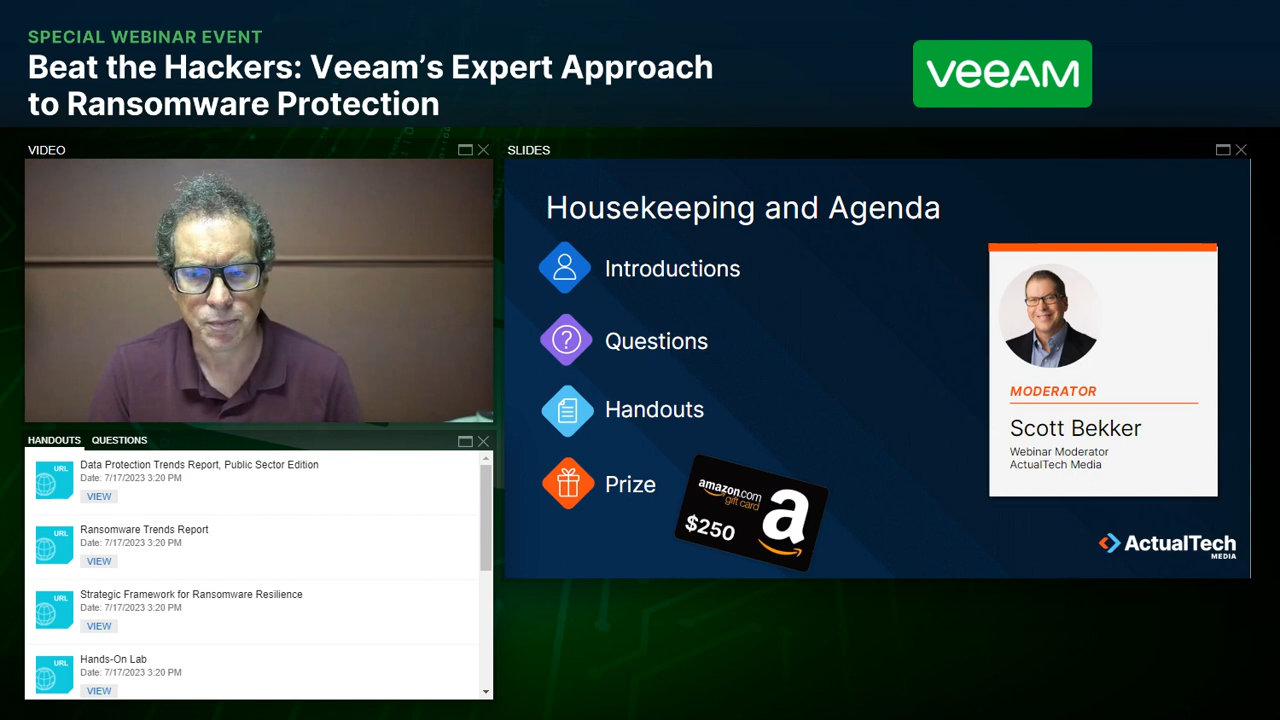 SPECIAL WEBINAR EVENT
Beat the Hackers: Veeam's Expert Approach
to Ransomware Protection
VEEAM
VIDEO
SLIDES
Housekeeping and Agenda
Introductions
Questions
Handouts
Prize
amazon.com
gift card
$250
a
MODERATOR
Scott Bekker
Webinar Moderator
ActualTech Media
ActualTech
MEDIA
HANDOUTS QUESTIONS
URL
Data Protection Trends Report, Public Sector Edition
Date: 7/17/2023 3:20 PM
VIEW
URL
Ransomware Trends Report
Date: 7/17/2023 3:20 PM
VIEW
URL
Strategic Framework for Ransomware Resilience
Date: 7/17/2023 3:20 PM
VIEW
URL
Hands-On Lab
Date: 7/17/2023 3:20 PM
VIEW